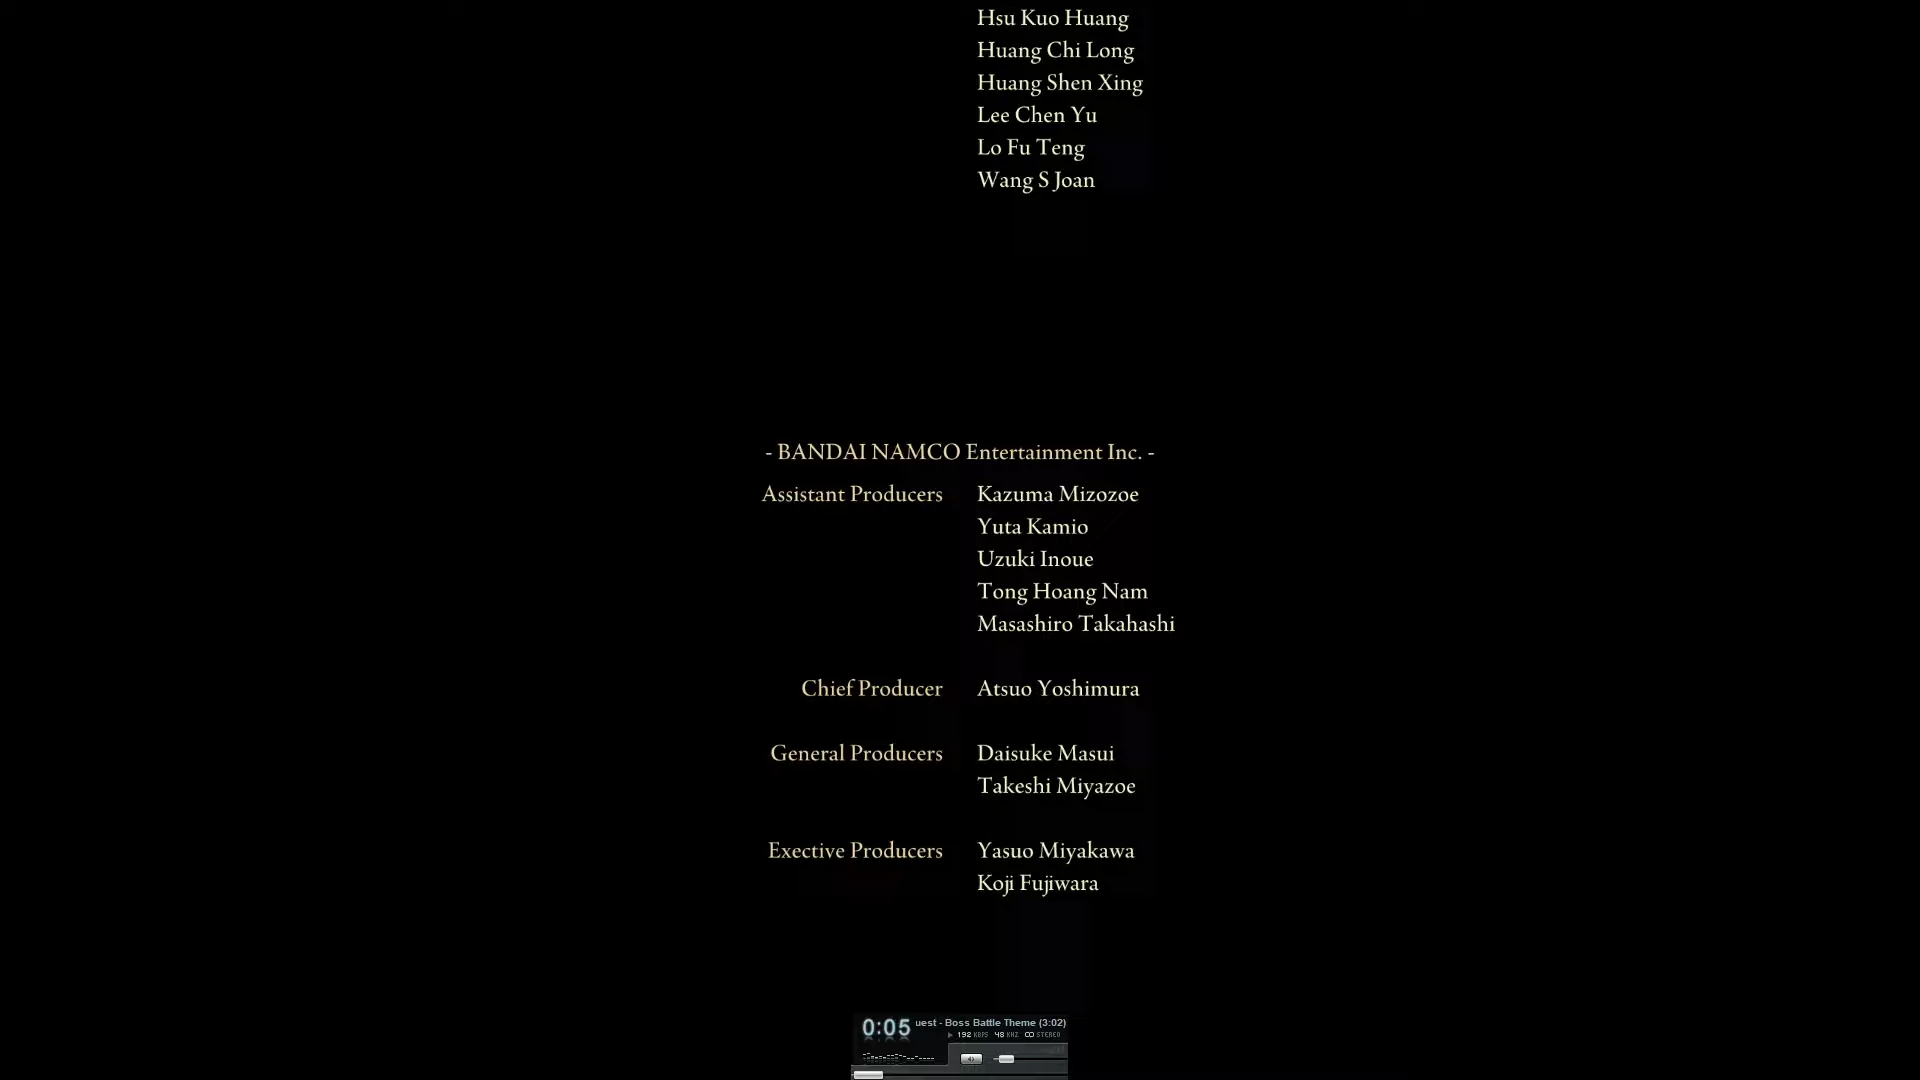 Hsu Kuo Huang
Huang Chi Long
Huang Shen Xing
Lee Chen Yu
Lo Fu Teng
Wang S Joan
- BANDAI NAMCO Entertainment Inc. -
Assistant Producers Kazuma Mizozoe
Yuta Kamio
Uzuki Inoue
Tong Hoang Nam
Masashiro Takahashi
Chief Producer Atsuo Yoshimura
General Producers Daisuke Masui
Takeshi Miyazoe
Exective Producers Yasuo Miyakawa
Koji Fujiwara
0:05 uest - Boss Battle Theme (3:02)
192 KBPS 48 KHZ STEREO